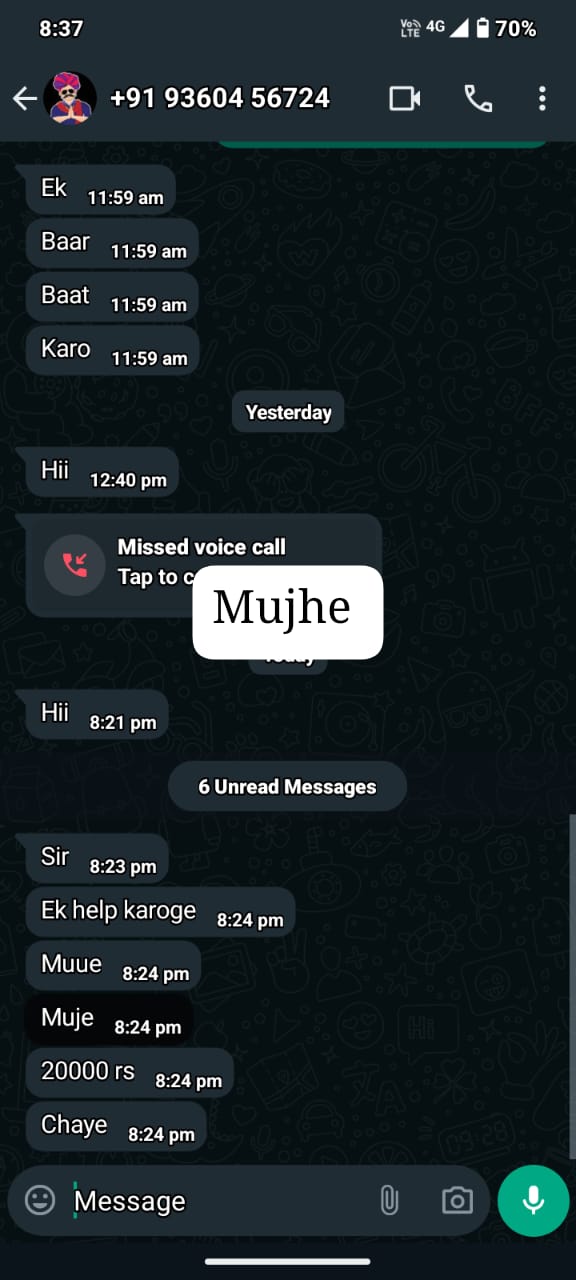 8:37 Vo LTE 4G 70%
+91 93604 56724
Ek 11:59 am
Baar 11:59 am
Baat 11:59 am
Karo 11:59 am
Yesterday
Hii 12:40 pm
Missed voice call
Tap to c
Mujhe
Hii 8:21 pm
6 Unread Messages
Sir 8:23 pm
Ek help karoge 8:24 pm
Muue 8:24 pm
Muje 8:24 pm
20000 rs 8:24 pm
Chaye 8:24 pm
Message